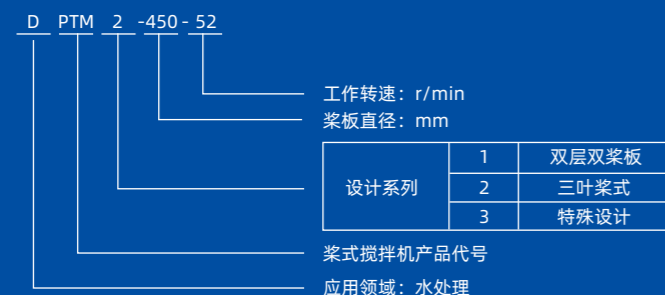 D PTM 2 -450 - 52
工作转速：r/min
桨板直径：mm
设计系列 1 双层双桨板
2 三叶桨式
3 特殊设计
桨式搅拌机产品代号
应用领域：水处理